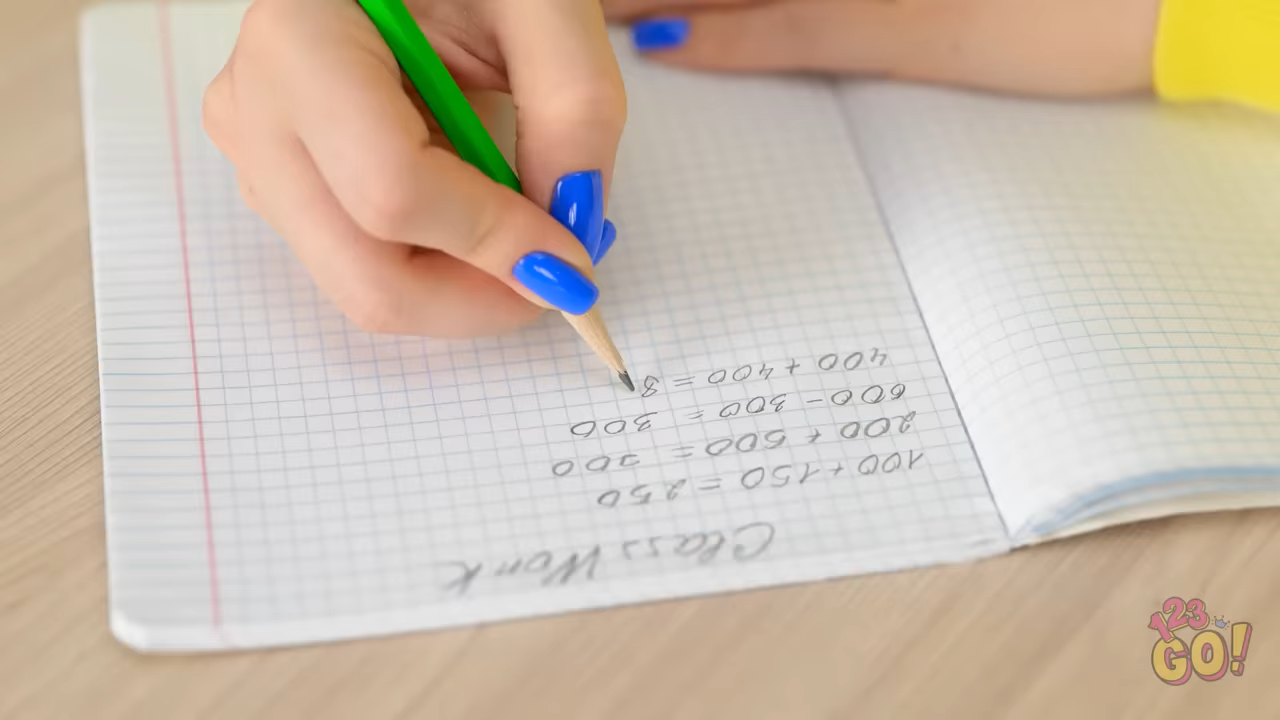 Class Work
100 + 150 = 250
200 + 500 = 700
600 - 300 = 300
400 + 400 = 8
123
GO!